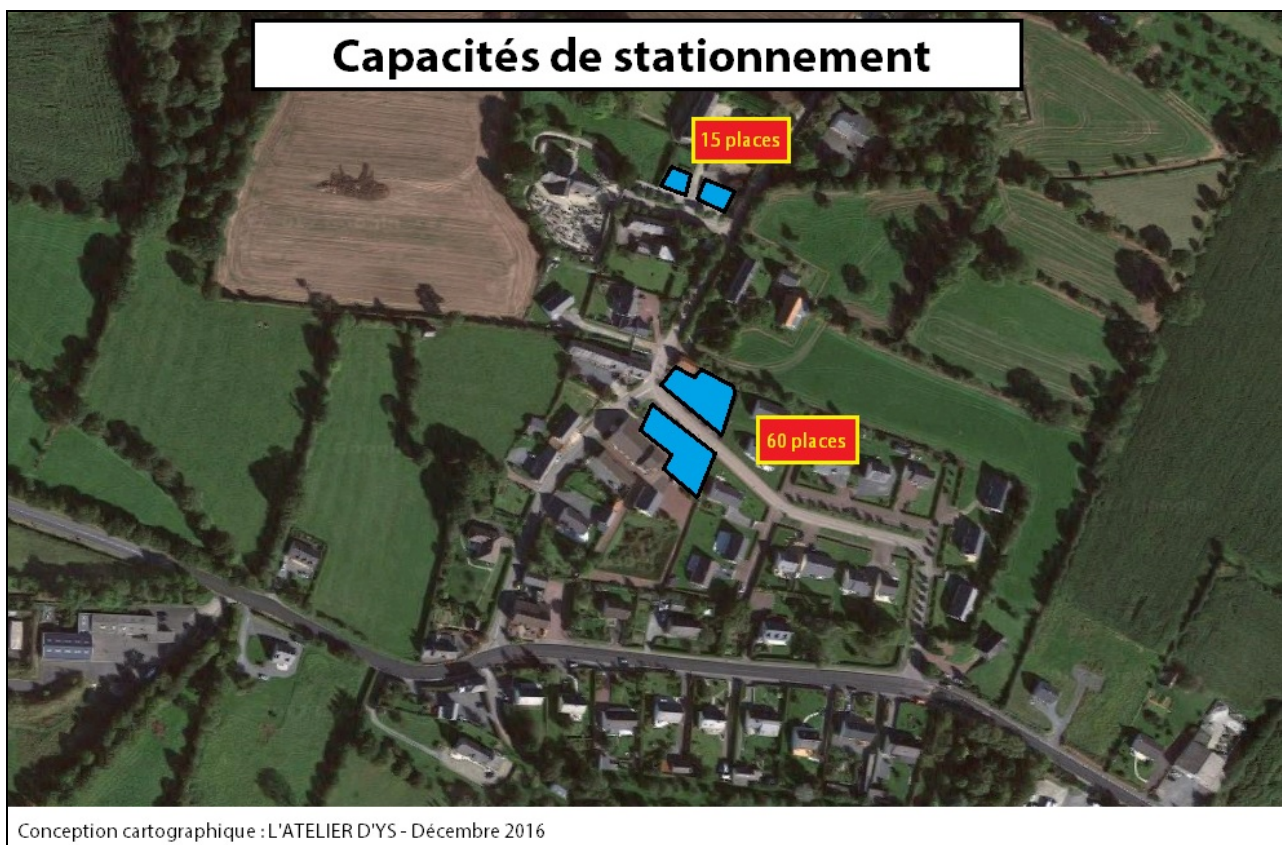 Capacités de stationnement
15 places
60 places
Conception cartographique : L'ATELIER D'YS - Décembre 2016